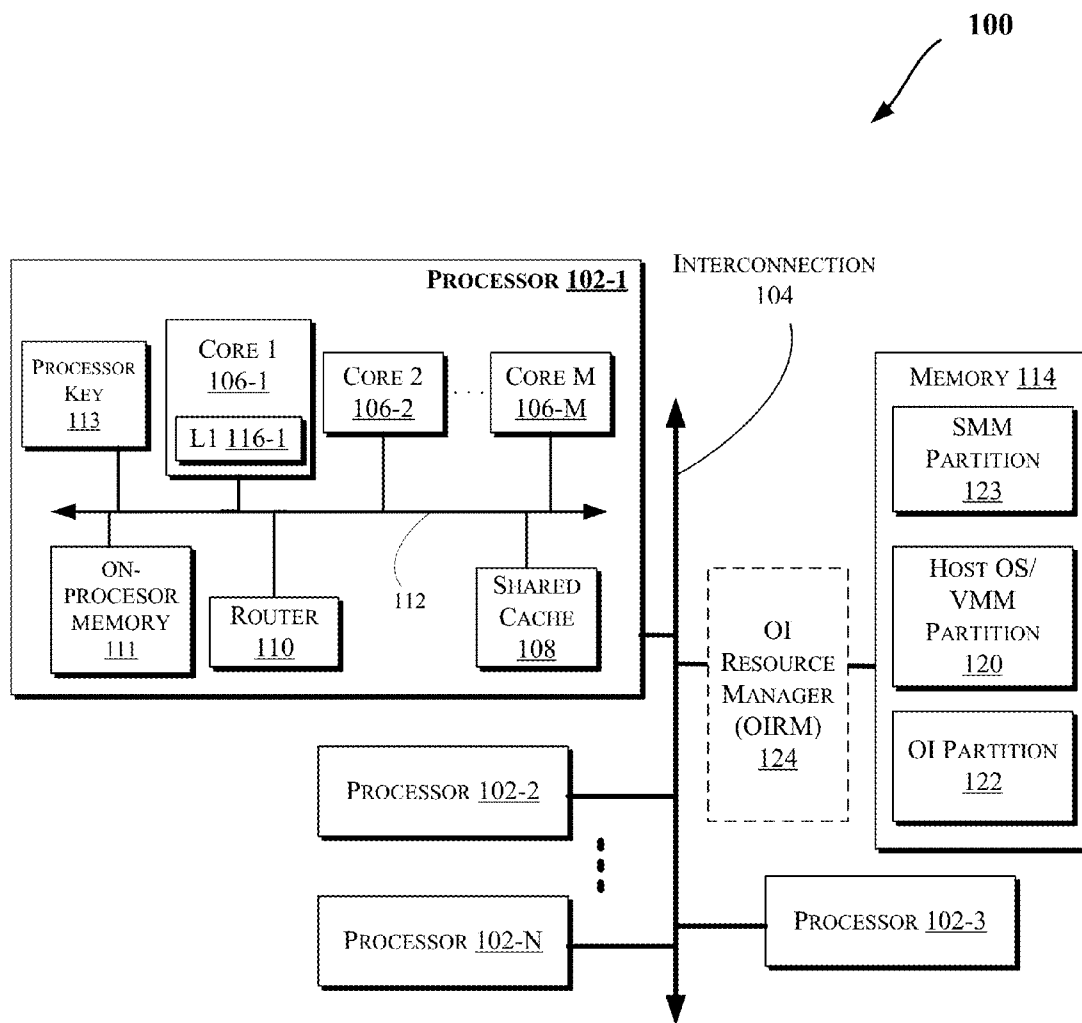 100
PROCESSOR 102-1
INTERCONNECTION
104
PROCESSOR
KEY
113
CORE 1
106-1
L1 116-1
CORE 2
106-2
. . . .
CORE M
106-M
MEMORY 114
SMM
PARTITION
123
ON-
PROCESOR
MEMORY
111
ROUTER
110
112
SHARED
CACHE
108
OI
RESOURCE
MANAGER
(OIRM)
124
HOST OS/
VMM
PARTITION
120
OI PARTITION
122
PROCESSOR 102-2
PROCESSOR 102-N
PROCESSOR 102-3